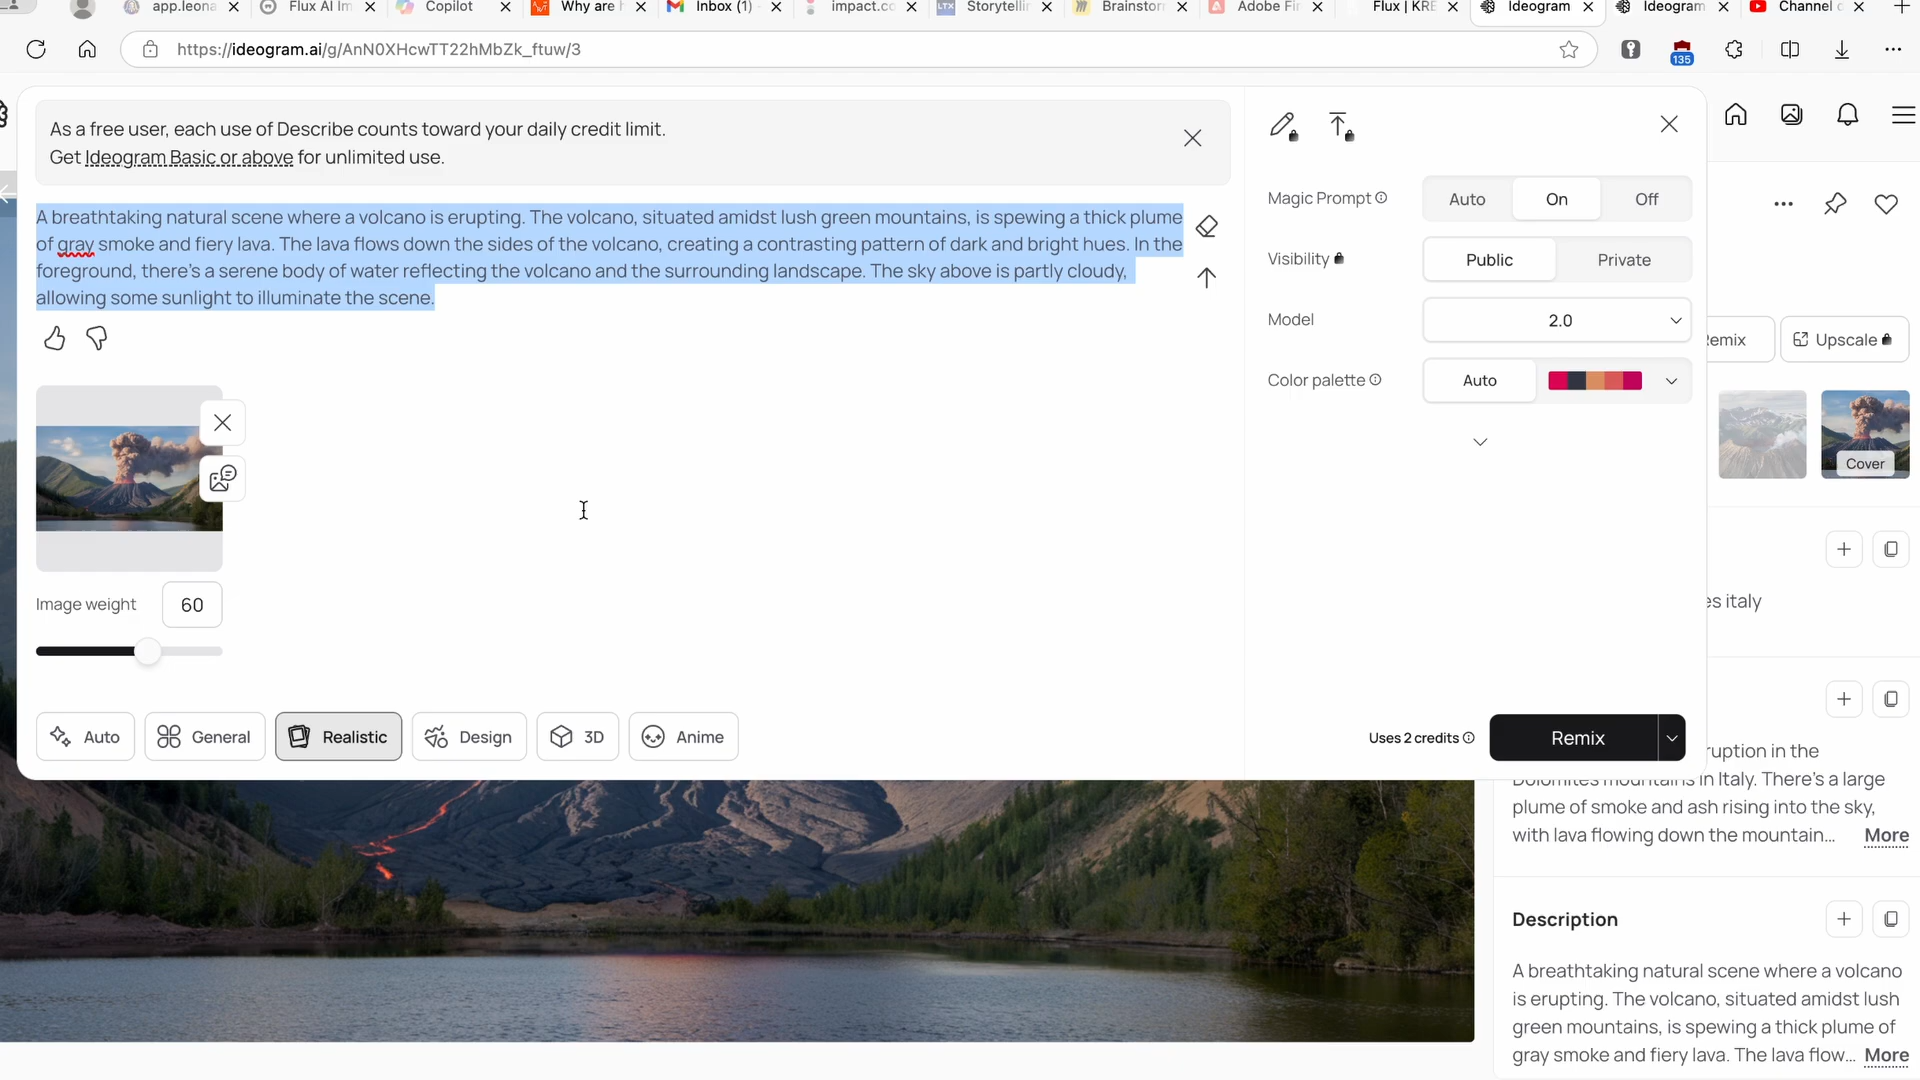 app.leona
Flux AI Im
Copilot
Why are h
Inbox (1)
impact.co
Storytellin
Brainstorm
Adobe Fir
Flux | KRE
Ideogram
Ideogram
Channel c
https://ideogram.ai/g/AnN0XHcwTT22hMbZk_ftuw/3
135
As a free user, each use of Describe counts toward your daily credit limit.
Get Ideogram Basic or above for unlimited use.
A breathtaking natural scene where a volcano is erupting. The volcano, situated amidst lush green mountains, is spewing a thick plume
of gray smoke and fiery lava. The lava flows down the sides of the volcano, creating a contrasting pattern of dark and bright hues. In the
foreground, there's a serene body of water reflecting the volcano and the surrounding landscape. The sky above is partly cloudy,
allowing some sunlight to illuminate the scene.
Image weight 60
Auto
General
Realistic
Design
3D
Anime
Magic Prompt Auto On Off
Visibility Public Private
Model 2.0
Color palette Auto
Uses 2 credits
Remix
emix
Upscale
Cover
es italy
ruption in the
Dolomites mountains in Italy. There's a large
plume of smoke and ash rising into the sky,
with lava flowing down the mountain... More
Description
A breathtaking natural scene where a volcano
is erupting. The volcano, situated amidst lush
green mountains, is spewing a thick plume of
gray smoke and fiery lava. The lava flow... More